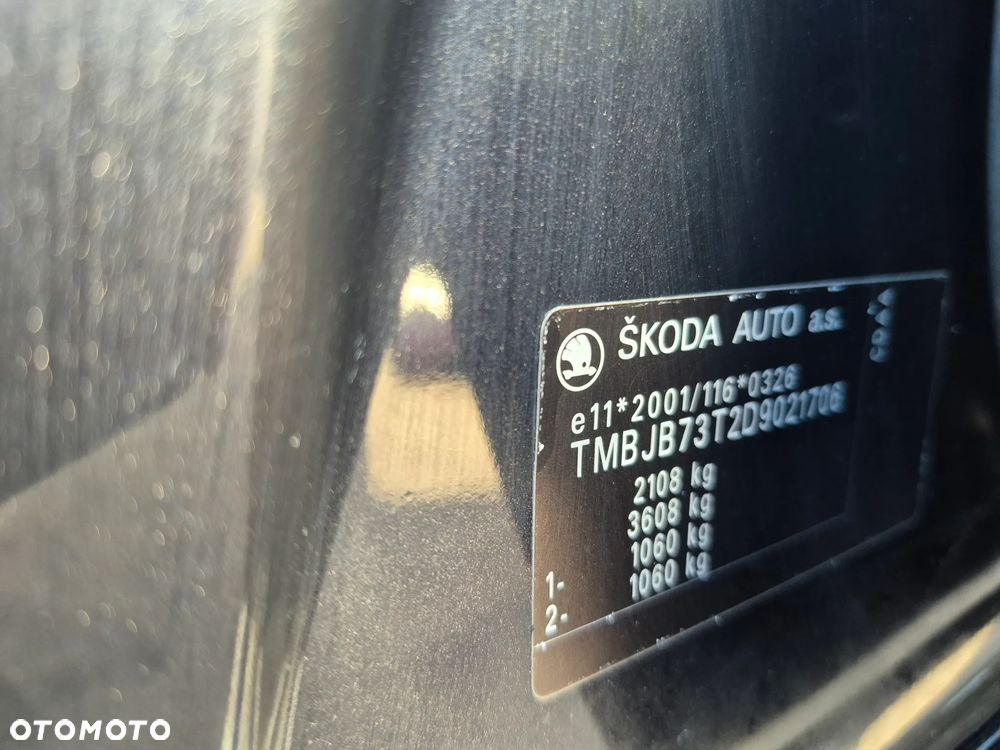 ŠKODA AUTO a.s.
e11*2001/116*0326
TMBJB73T2D9021706
2108 kg
3608 kg
1- 1060 kg
2- 1060 kg
OTOMOTO